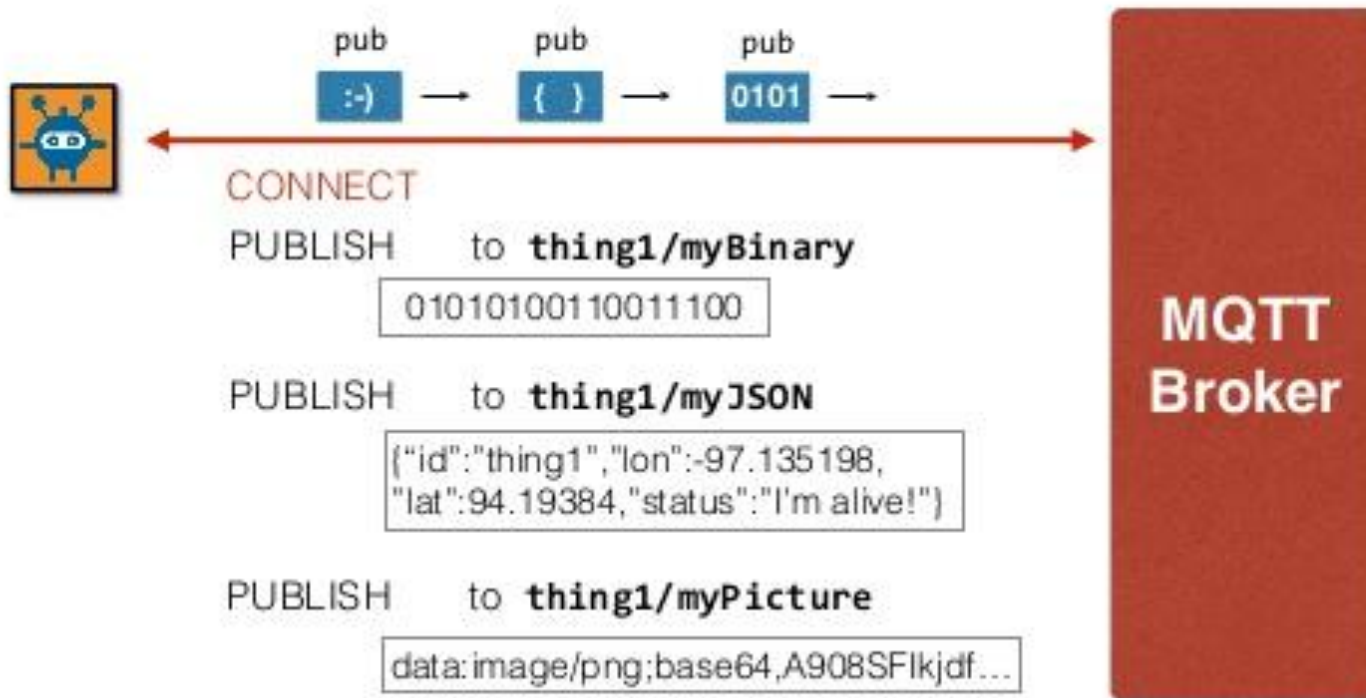 pub pub pub
:-) { } 0101
CONNECT
PUBLISH to thing1/myBinary
01010100110011100
PUBLISH to thing1/myJSON
{"id":"thing1","lon":-97.135198,
"lat":94.19384,"status":"I'm alive!"}
PUBLISH to thing1/myPicture
data:image/png;base64,A908SFIkjdf...
MQTT
Broker